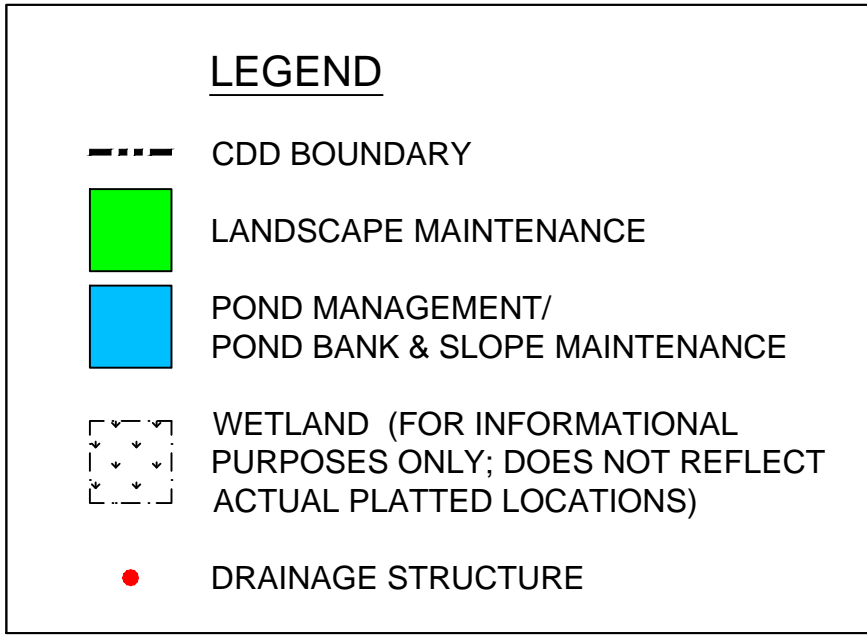 LEGEND
CDD BOUNDARY
LANDSCAPE MAINTENANCE
POND MANAGEMENT/
POND BANK & SLOPE MAINTENANCE
WETLAND (FOR INFORMATIONAL
PURPOSES ONLY; DOES NOT REFLECT
ACTUAL PLATTED LOCATIONS)
DRAINAGE STRUCTURE